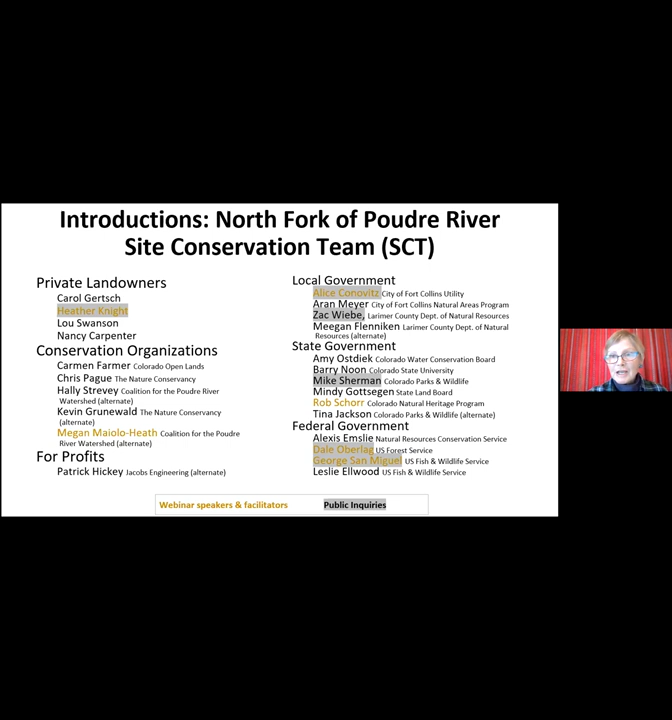 Introductions: North Fork of Poudre River
Site Conservation Team (SCT)
Private Landowners
Carol Gertsch
Heather Knight
Lou Swanson
Nancy Carpenter
Conservation Organizations
Carmen Farmer Colorado Open Lands
Chris Pague The Nature Conservancy
Hally Strevey Coalition for the Poudre River
Watershed (alternate)
Kevin Grunewald The Nature Conservancy
(alternate)
Megan Maiolo-Heath Coalition for the Poudre
River Watershed (alternate)
For Profits
Patrick Hickey Jacobs Engineering (alternate)
Local Government
Alice Conovitz City of Fort Collins Utility
Aran Meyer City of Fort Collins Natural Areas Program
Zac Wiebe, Larimer County Dept. of Natural Resources
Meegan Flenniken Larimer County Dept. of Natural
Resources (alternate)
State Government
Amy Ostdiek Colorado Water Conservation Board
Barry Noon Colorado State University
Mike Sherman Colorado Parks & Wildlife
Mindy Gottsegen State Land Board
Rob Schorr Colorado Natural Heritage Program
Tina Jackson Colorado Parks & Wildlife (alternate)
Federal Government
Alexis Emslie Natural Resources Conservation Service
Dale Oberlag US Forest Service
George San Miguel US Fish & Wildlife Service
Leslie Ellwood US Fish & Wildlife Service
Webinar speakers & facilitators Public Inquiries